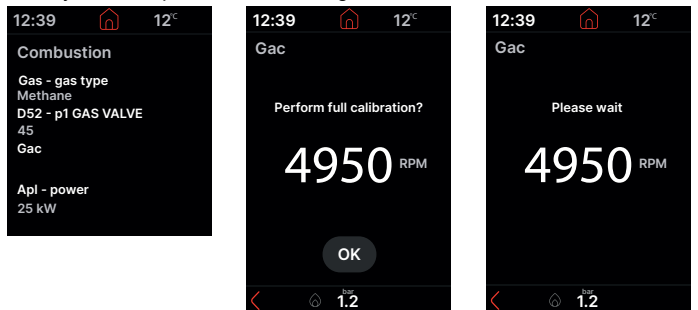 12:39 12°C
Combustion
Gas - gas type
Methane
D52 - p1 GAS VALVE
45
Gac
Apl - power
25 kW
12:39 12°C
Gac
Perform full calibration?
4950 RPM
OK
bar
1.2
12:39 12°C
Gac
Please wait
4950 RPM
bar
1.2